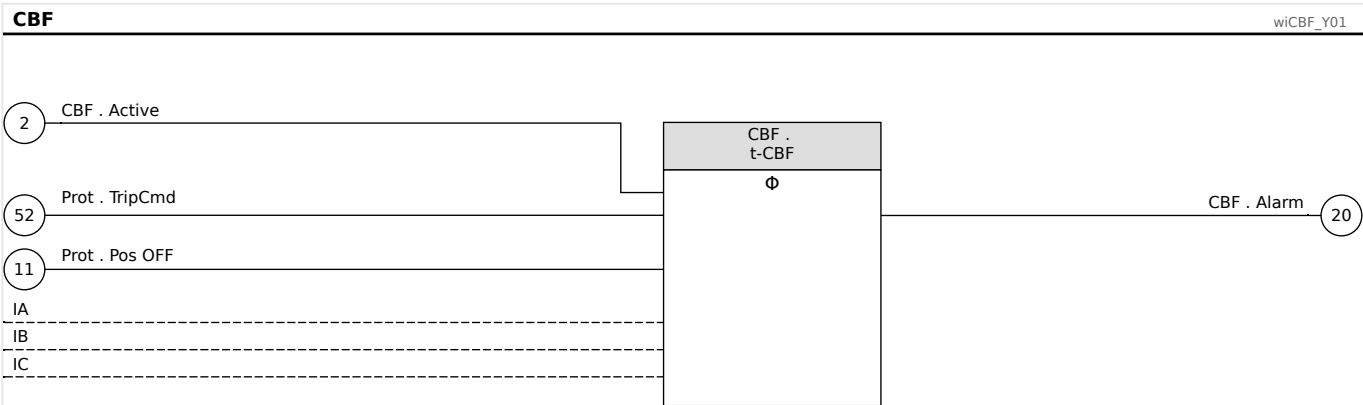 CBF
wiCBF_Y01
2
CBF . Active
CBF .
t-CBF
Φ
52
Prot . TripCmd
CBF . Alarm
20
11
Prot . Pos OFF
IA
IB
IC